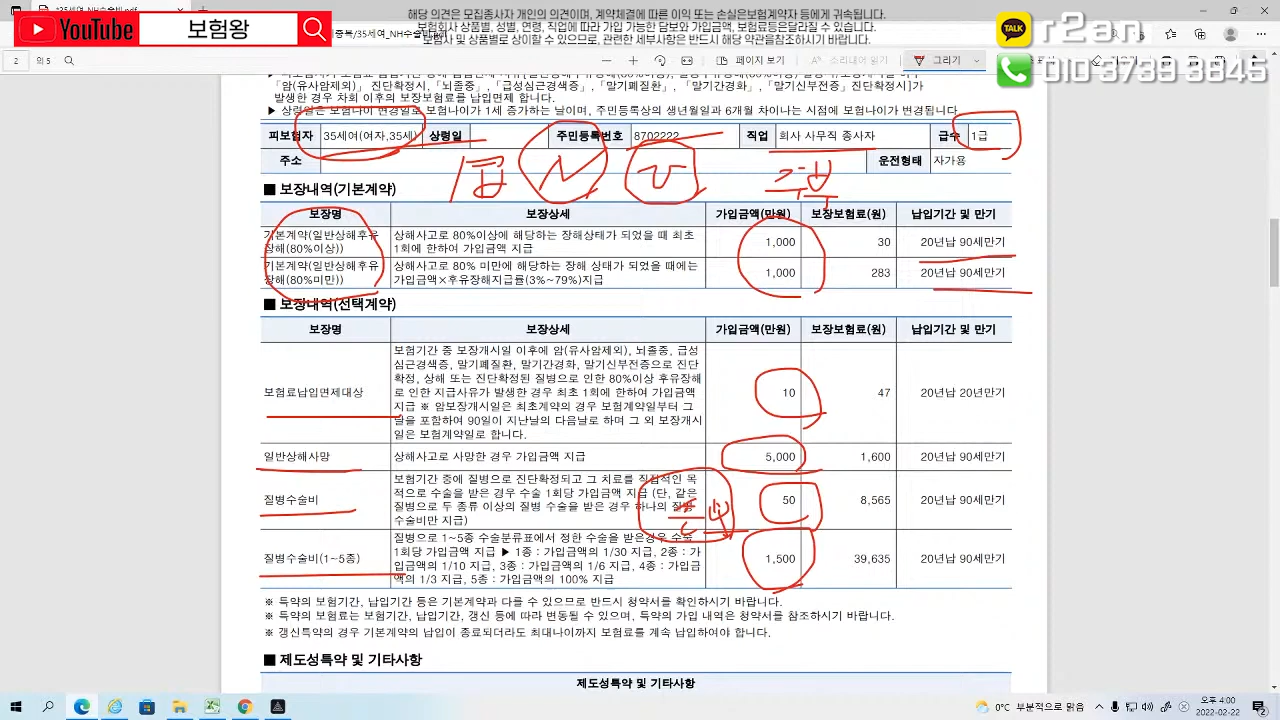 해당 의견은 모집종사자 개인의 의견이며, 계약체결에 따른 이익 또는 손실은보험계약자 등에게 귀속됩니다.
보험회사 상품별, 성별, 연령, 직업에 따라 가입 가능한 담보와 가입금액, 보험료등은달라질 수 있습니다.
보험사 및 상품별로 상이할 수 있으므로, 관련한 세부사항은 반드시 해당 약관을참조하시기 바랍니다.
YouTube 보험왕
TALK r2an
010 3739 3645
2 / 5 페이지 보기 소리내어 읽기 그리기
「암(유사암제외)」 진단확정시, 「뇌졸중」, 「급성심근경색증」, 「말기폐질환」, 「말기간경화」, 「말기신부전증」 진단확정시]가
발생한 경우 차회 이후의 보장보험료를 납입면제 합니다.
▶ 상령일은 보험나이 변경일로 보험나이가 1세 증가하는 날이며, 주민등록상의 생년월일과 6개월 차이나는 시점에 보험나이가 변경됩니다.
피보험자 35세여(여자,35세) 상령일 주민등록번호 8702222 직업 회사 사무직 종사자 급수 1급
주소 운전형태 자가용
1급 주부
■ 보장내역(기본계약)
보장명 보장상세 가입금액(만원) 보장보험료(원) 납입기간 및 만기
기본계약(일반상해후유장해(80%이상)) 상해사고로 80%이상에 해당하는 장해상태가 되었을 때 최초
1회에 한하여 가입금액 지급 1,000 30 20년납 90세만기
기본계약(일반상해후유장해(80%미만)) 상해사고로 80% 미만에 해당하는 장해 상태가 되었을 때에는
가입금액×후유장해지급률(3%~79%)지급 1,000 283 20년납 90세만기
■ 보장내역(선택계약)
보장명 보장상세 가입금액(만원) 보장보험료(원) 납입기간 및 만기
보험료납입면제대상 보험기간 중 보장개시일 이후에 암(유사암제외), 뇌졸중, 급성
심근경색증, 말기폐질환, 말기간경화, 말기신부전증으로 진단
확정, 상해 또는 진단확정된 질병으로 인한 80%이상 후유장해
로 인한 지급사유가 발생한 경우 최초 1회에 한하여 가입금액
지급 ※ 암보장개시일은 최초계약의 경우 보험계약일부터 그
날을 포함하여 90일이 지난날의 다음날로 하며 그 외 보장개시
일은 보험계약일로 합니다. 10 47 20년납 20년만기
일반상해사망 상해사고로 사망한 경우 가입금액 지급 5,000 1,600 20년납 90세만기
질병수술비 보험기간 중에 질병으로 진단확정되고 그 치료를 직접적인 목
적으로 수술을 받은 경우 수술 1회당 가입금액 지급 (단, 같은
질병으로 두 종류 이상의 질병 수술을 받은 경우 하나의 질병
수술비만 지급) 50 8,565 20년납 90세만기
질병수술비(1~5종) 질병으로 1~5종 수술분류표에서 정한 수술을 받은경우 수술
1회당 가입금액 지급 ▶ 1종 : 가입금액의 1/30 지급, 2종 : 가
입금액의 1/10 지급, 3종 : 가입금액의 1/6 지급, 4종 : 가입금
액의 1/3 지급, 5종 : 가입금액의 100% 지급 1,500 39,635 20년납 90세만기
※ 특약의 보험기간, 납입기간 등은 기본계약과 다를 수 있으므로 반드시 청약서를 확인하시기 바랍니다.
※ 특약의 보험료는 보험기간, 납입기간, 갱신 등에 따라 변동될 수 있으며, 특약의 가입 내역은 청약서를 참조하시기 바랍니다.
※ 갱신특약의 경우 기본계약의 납입이 종료되더라도 최대나이까지 보험료를 계속 납입하여야 합니다.
■ 제도성특약 및 기타사항
제도성특약 및 기타사항
0℃ 부분적으로 맑음 오후 4:00
2022-02-22